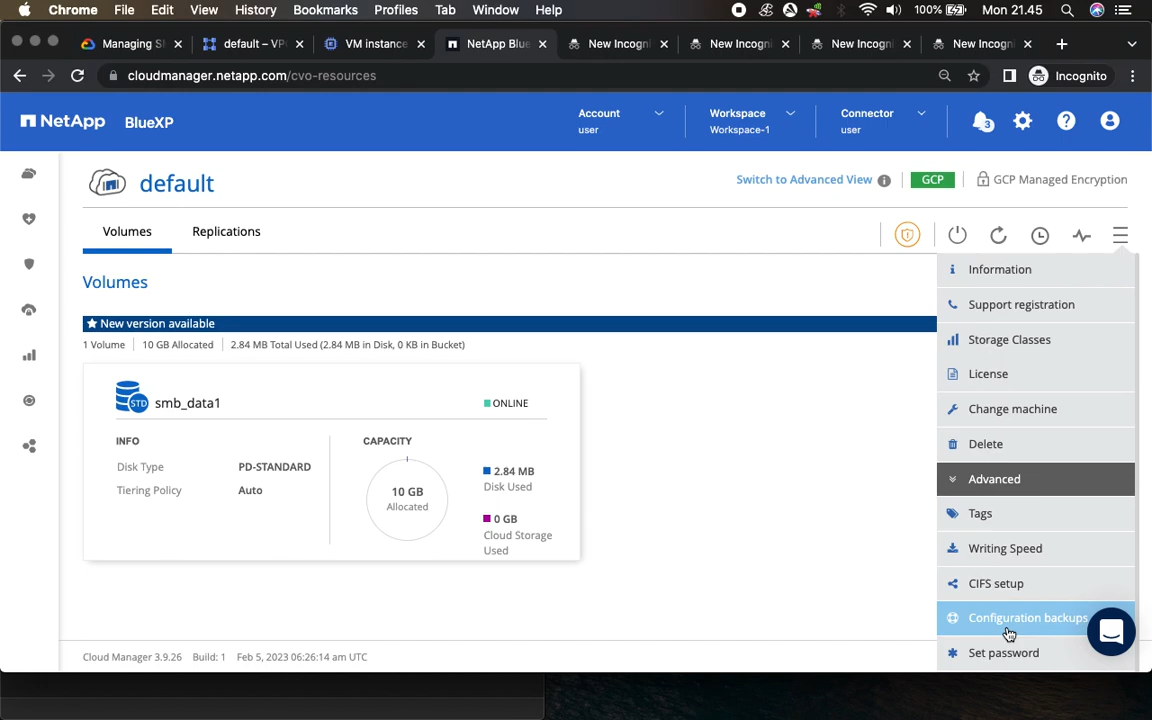 Chrome File Edit View History Bookmarks Profiles Tab Window Help 100% Mon 21.45
Managing S default – VP VM instance NetApp Blue New Incogni New Incogni New Incogni New Incogni
cloudmanager.netapp.com/cvo-resources Incognito
NetApp BlueXP
Account
user
Workspace
Workspace-1
Connector
user
3
default
Switch to Advanced View GCP GCP Managed Encryption
Volumes Replications
Volumes
New version available
1 Volume 10 GB Allocated 2.84 MB Total Used (2.84 MB in Disk, 0 KB in Bucket)
STD smb_data1 ONLINE
INFO
Disk Type PD-STANDARD
Tiering Policy Auto
CAPACITY
10 GB
Allocated
2.84 MB
Disk Used
0 GB
Cloud Storage
Used
Information
Support registration
Storage Classes
License
Change machine
Delete
Advanced
Tags
Writing Speed
CIFS setup
Configuration backups
Set password
Cloud Manager 3.9.26 Build: 1 Feb 5, 2023 06:26:14 am UTC